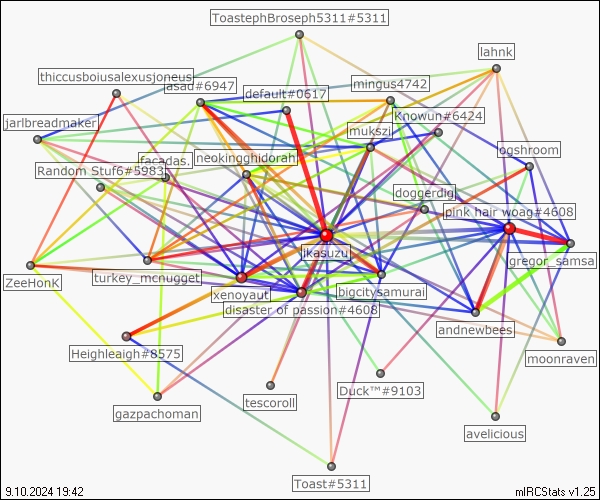 ToastephBroseph5311#5311
lahnk
thiccusboiusalexusjoneus
asad#6947
mingus4742
default#0617
Knowun#6424
jarlbreadmaker
mukszi
ogshroom
facadas.
neokingghidorah
Random Stuf6#5983
doggerdig
pink hair woag#4608
jkasuzu
gregor_samsa
ZeeHonK
turkey_mcnugget
xenoyaut
bigcitysamurai
disaster of passion#4608
andnewbees
Heighleaigh#8575
moonraven
Duck™#9103
tescoroll
gazpachoman
avelicious
Toast#5311
9.10.2024 19:42
mIRCStats v1.25